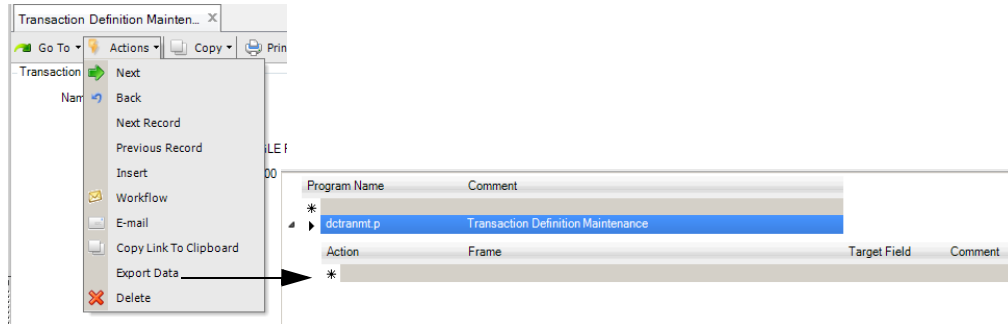 Transaction Definition Mainten... X
Go To Actions Copy Prin
Transaction
Nam
Next
Back
Next Record
Previous Record
Insert
Workflow
E-mail
Copy Link To Clipboard
Export Data
Delete
GLE F
00
Program Name Comment
dctranmt.p Transaction Definition Maintenance
Action Frame Target Field Comment